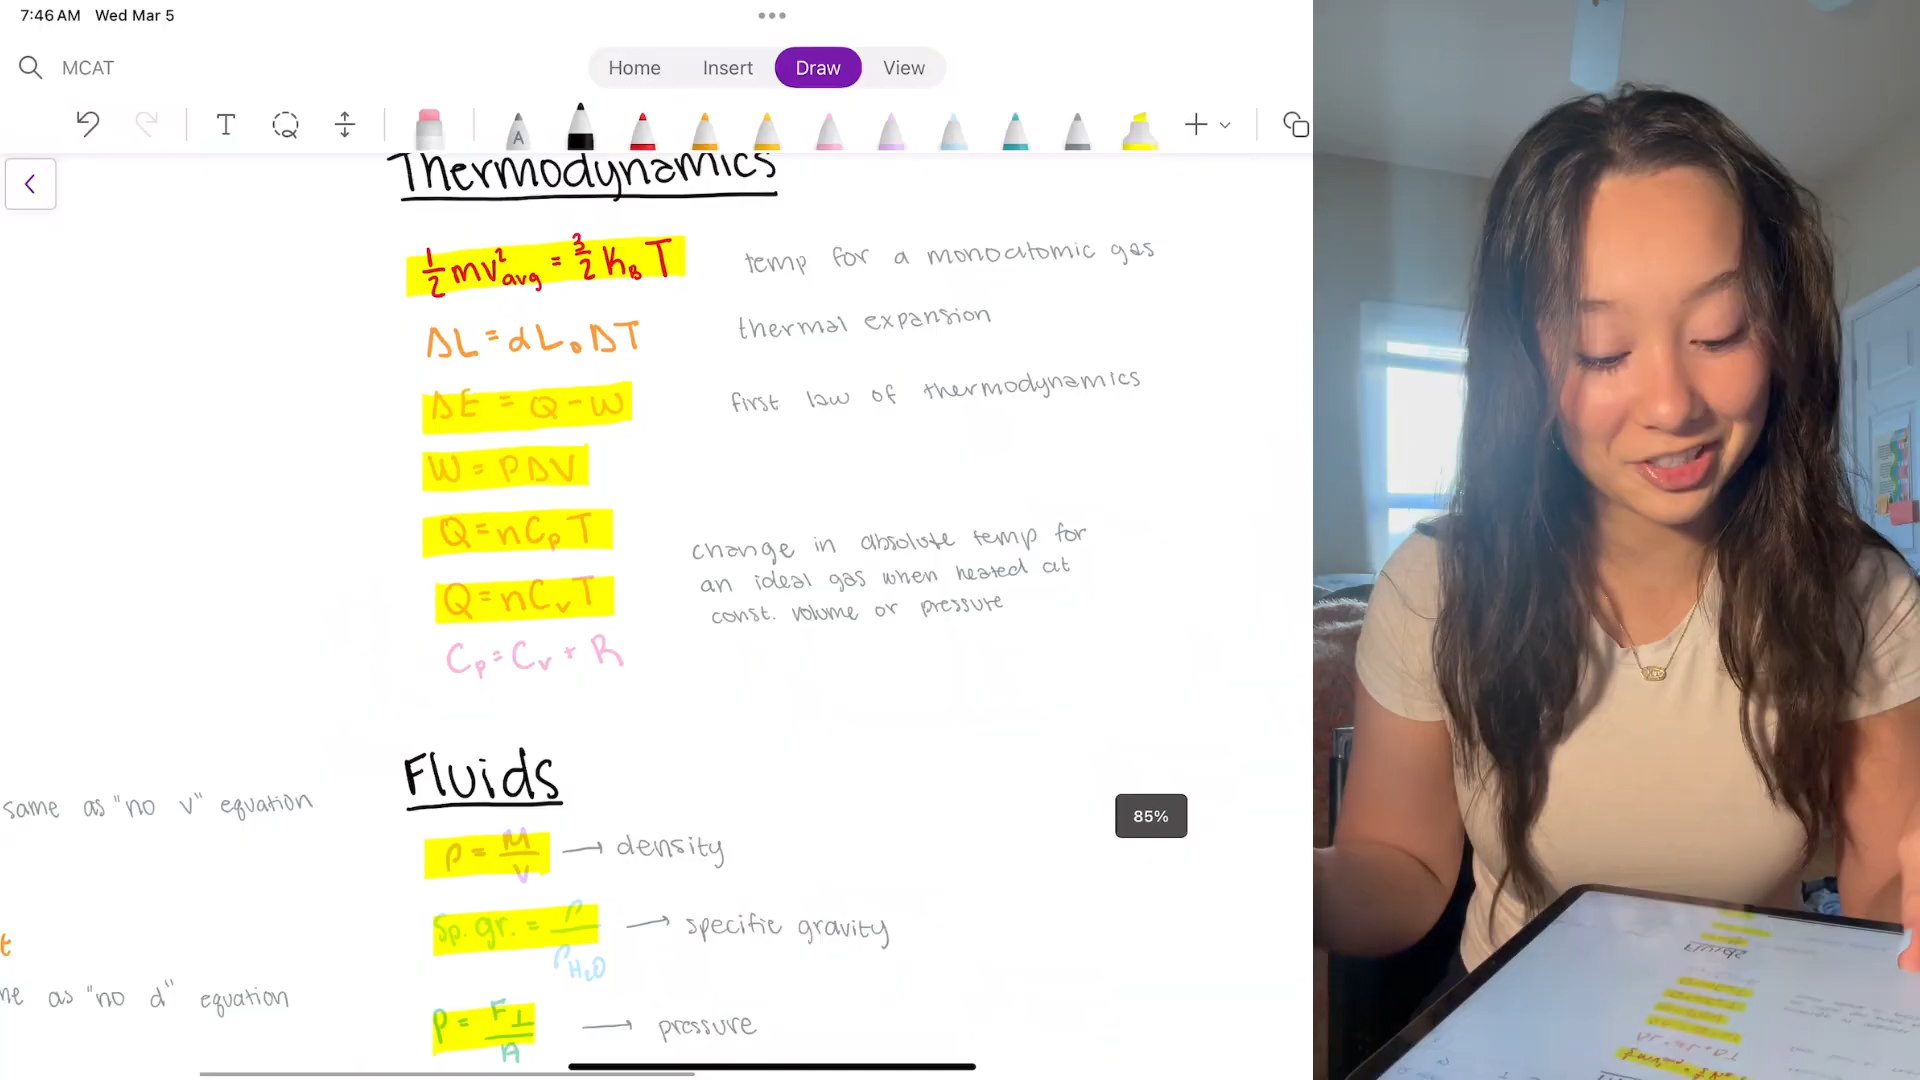 7:46 AM Wed Mar 5
MCAT
Home Insert Draw View
T
A
Thermodynamics
½mv²avg = 3/2 KB T temp for a monoatomic gas
ΔL = αL₀ΔT thermal expansion
ΔE = Q - W first law of thermodynamics
W = PΔV
Q = nCpT
Q = nCvT
change in absolute temp for
an ideal gas when heated at
const. volume or pressure
Cp = Cv + R
Fluids
same as "no v" equation
ρ = M/V → density
85%
Sp. gr. = ρ/ρH₂O → specific gravity
t
me as "no d" equation
P = F⊥/A → pressure